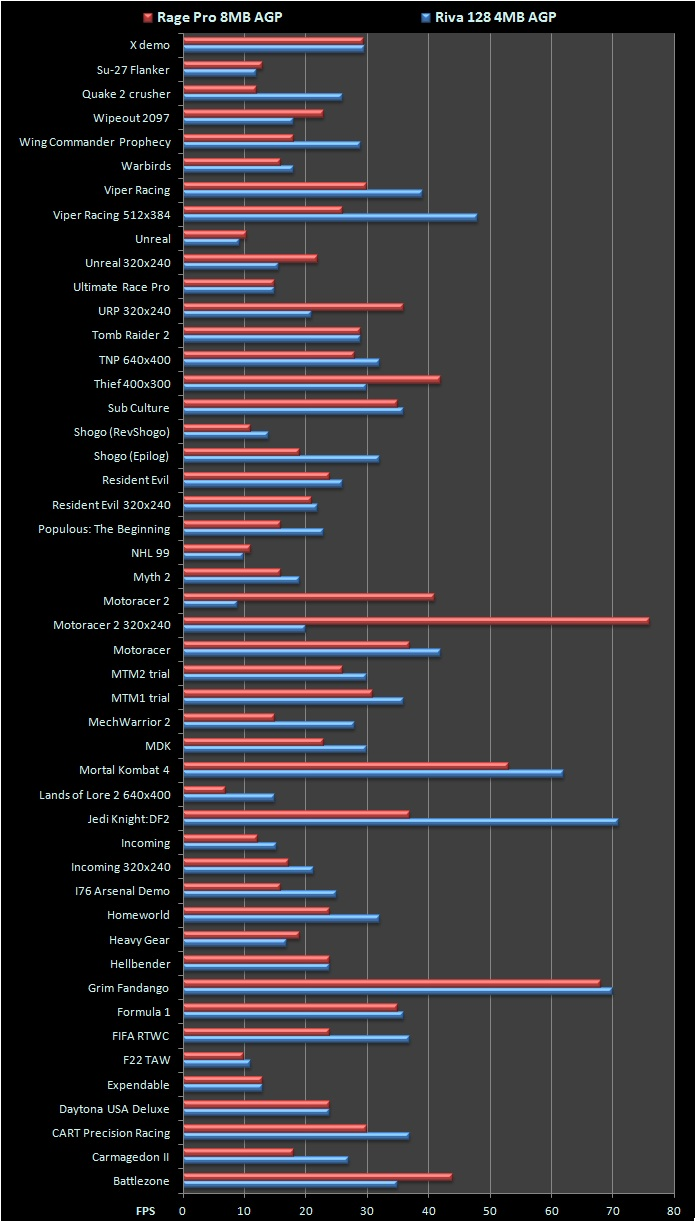 Rage Pro 8MB AGP Riva 128 4MB AGP
X demo
Su-27 Flanker
Quake 2 crusher
Wipeout 2097
Wing Commander Prophecy
Warbirds
Viper Racing
Viper Racing 512x384
Unreal
Unreal 320x240
Ultimate Race Pro
URP 320x240
Tomb Raider 2
TNP 640x400
Thief 400x300
Sub Culture
Shogo (RevShogo)
Shogo (Epilog)
Resident Evil
Resident Evil 320x240
Populous: The Beginning
NHL 99
Myth 2
Motoracer 2
Motoracer 2 320x240
Motoracer
MTM2 trial
MTM1 trial
MechWarrior 2
MDK
Mortal Kombat 4
Lands of Lore 2 640x400
Jedi Knight:DF2
Incoming
Incoming 320x240
I76 Arsenal Demo
Homeworld
Heavy Gear
Hellbender
Grim Fandango
Formula 1
FIFA RTWC
F22 TAW
Expendable
Daytona USA Deluxe
CART Precision Racing
Carmagedon II
Battlezone
FPS 0 10 20 30 40 50 60 70 80